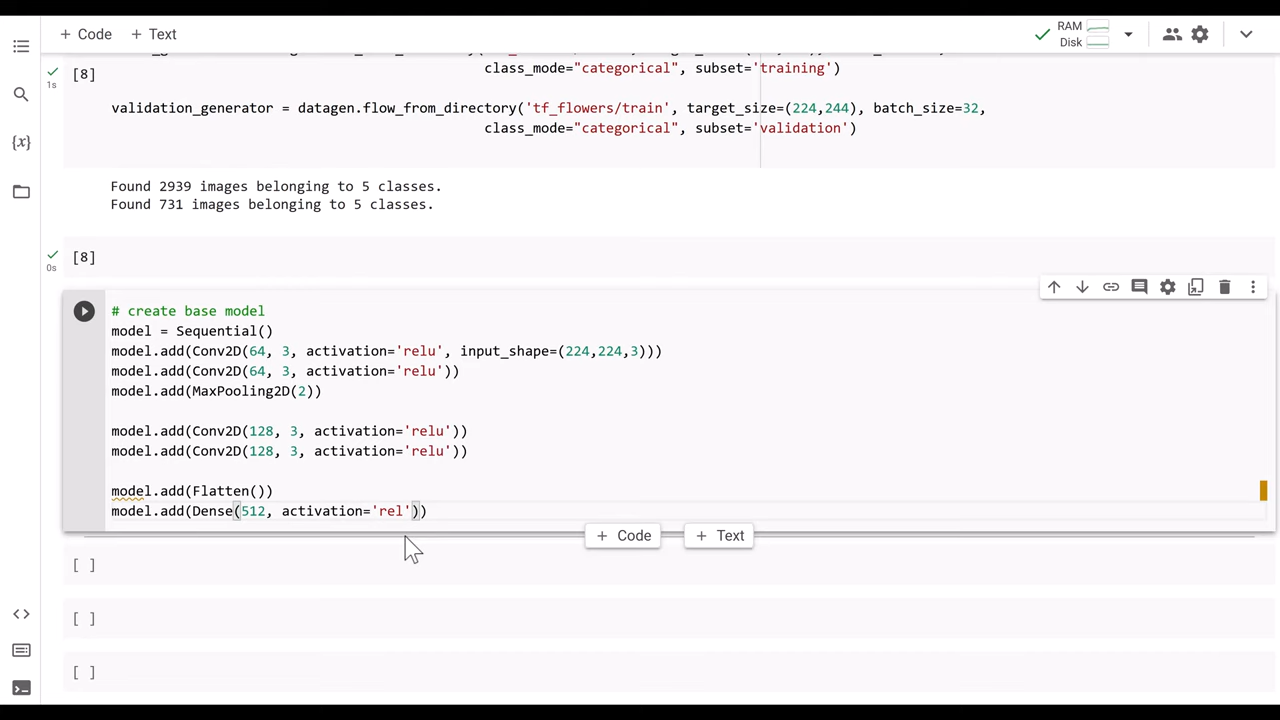 + Code + Text
RAM
Disk
[8]
1s
class_mode="categorical", subset='training')
validation_generator = datagen.flow_from_directory('tf_flowers/train', target_size=(224,244), batch_size=32,
class_mode="categorical", subset='validation')
Found 2939 images belonging to 5 classes.
Found 731 images belonging to 5 classes.
[8]
0s
# create base model
model = Sequential()
model.add(Conv2D(64, 3, activation='relu', input_shape=(224,224,3)))
model.add(Conv2D(64, 3, activation='relu'))
model.add(MaxPooling2D(2))
model.add(Conv2D(128, 3, activation='relu'))
model.add(Conv2D(128, 3, activation='relu'))
model.add(Flatten())
model.add(Dense(512, activation='rel'))
+ Code + Text
[ ]
[ ]
[ ]